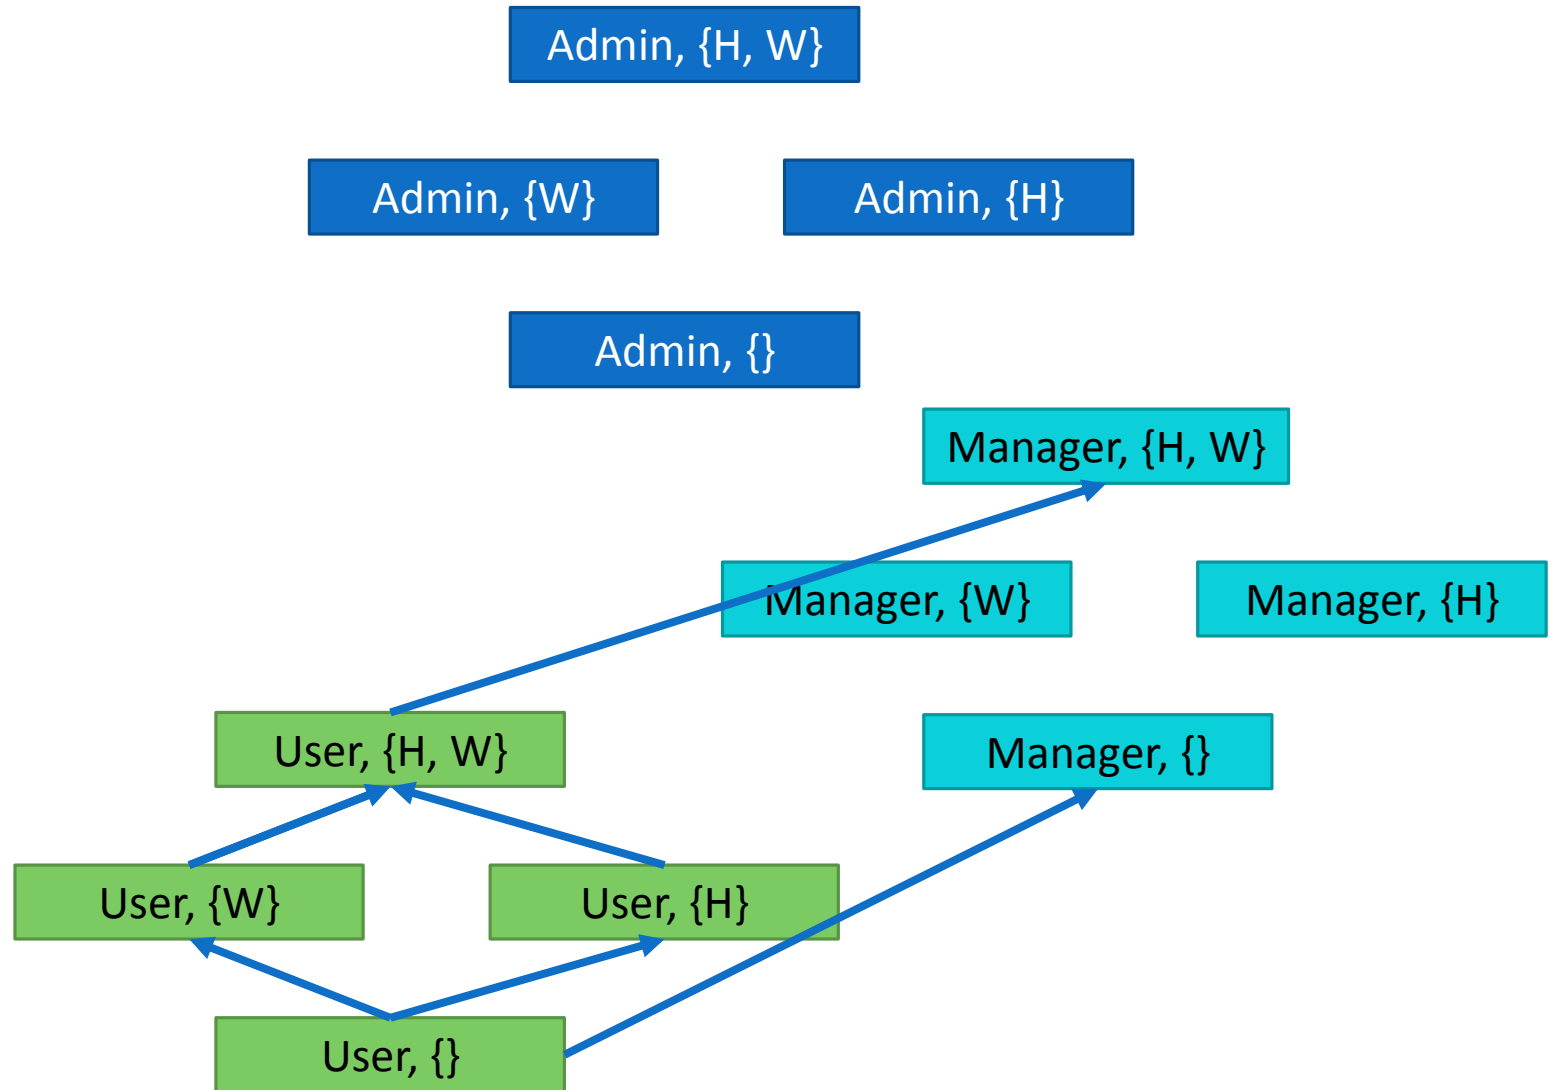 Admin, {H, W}
Admin, {W}
Admin, {H}
Admin, {}
Manager, {H, W}
Manager, {W}
Manager, {H}
User, {H, W}
Manager, {}
User, {W}
User, {H}
User, {}